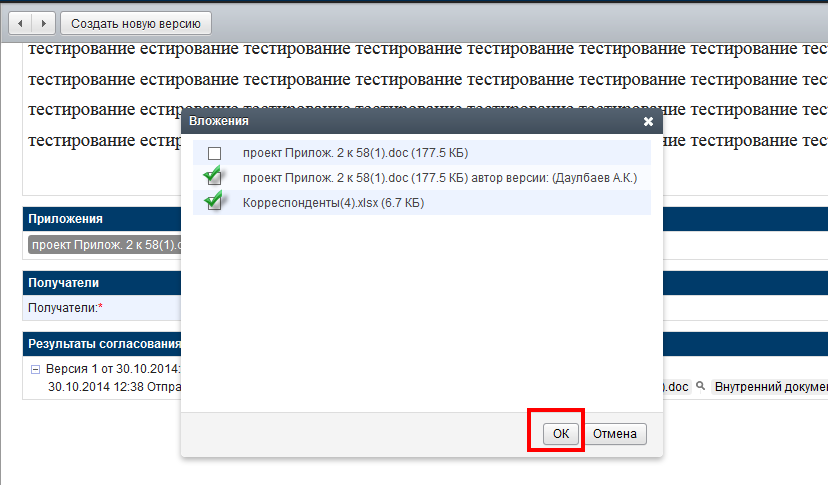 Создать новую версию
тестирование естирование тестирование тестирование тестирование тестирование тестирование тес
тестирование естирование тестирование тестирование тестирование тестирование тестирование тес
тестирование естирование тестирование тестирование тестирование тестирование тестирование тес
тестирование естир тес
Вложения
проект Прилож. 2 к 58(1).doc (177.5 КБ)
проект Прилож. 2 к 58(1).doc (177.5 КБ) автор версии: (Даулбаев А.К.)
Корреспонденты(4).xlsx (6.7 КБ)
Приложения
проект Прилож. 2 к 58(1).d
Получатели
Получатели:*
Результаты согласования
Версия 1 от 30.10.2014:
30.10.2014 12:38 Отпра ).doc Внутренний докумен
ОК Отмена